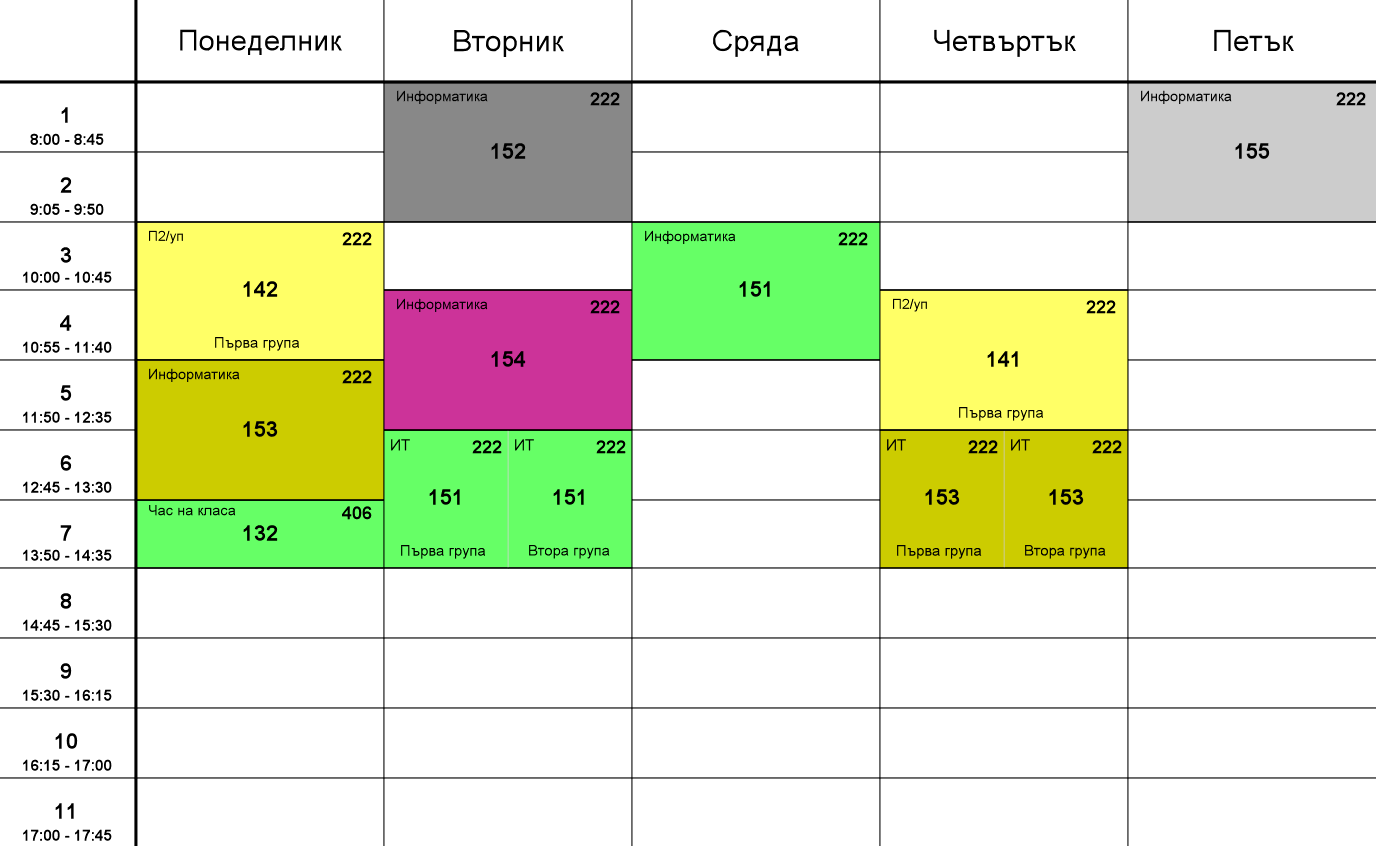 Понеделник Вторник Сряда Четвъртък Петък
1
8:00 - 8:45
2
9:05 - 9:50
3
10:00 - 10:45
4
10:55 - 11:40
5
11:50 - 12:35
6
12:45 - 13:30
7
13:50 - 14:35
8
14:45 - 15:30
9
15:30 - 16:15
10
16:15 - 17:00
11
17:00 - 17:45
П2/уп 222
142
Първа група
Информатика 222
153
Час на класа 406
132
Информатика 222
152
Информатика 222
154
ИТ 222
151
Първа група
ИТ 222
151
Втора група
Информатика 222
151
П2/уп 222
141
Първа група
ИТ 222
153
Първа група
ИТ 222
153
Втора група
Информатика 222
155